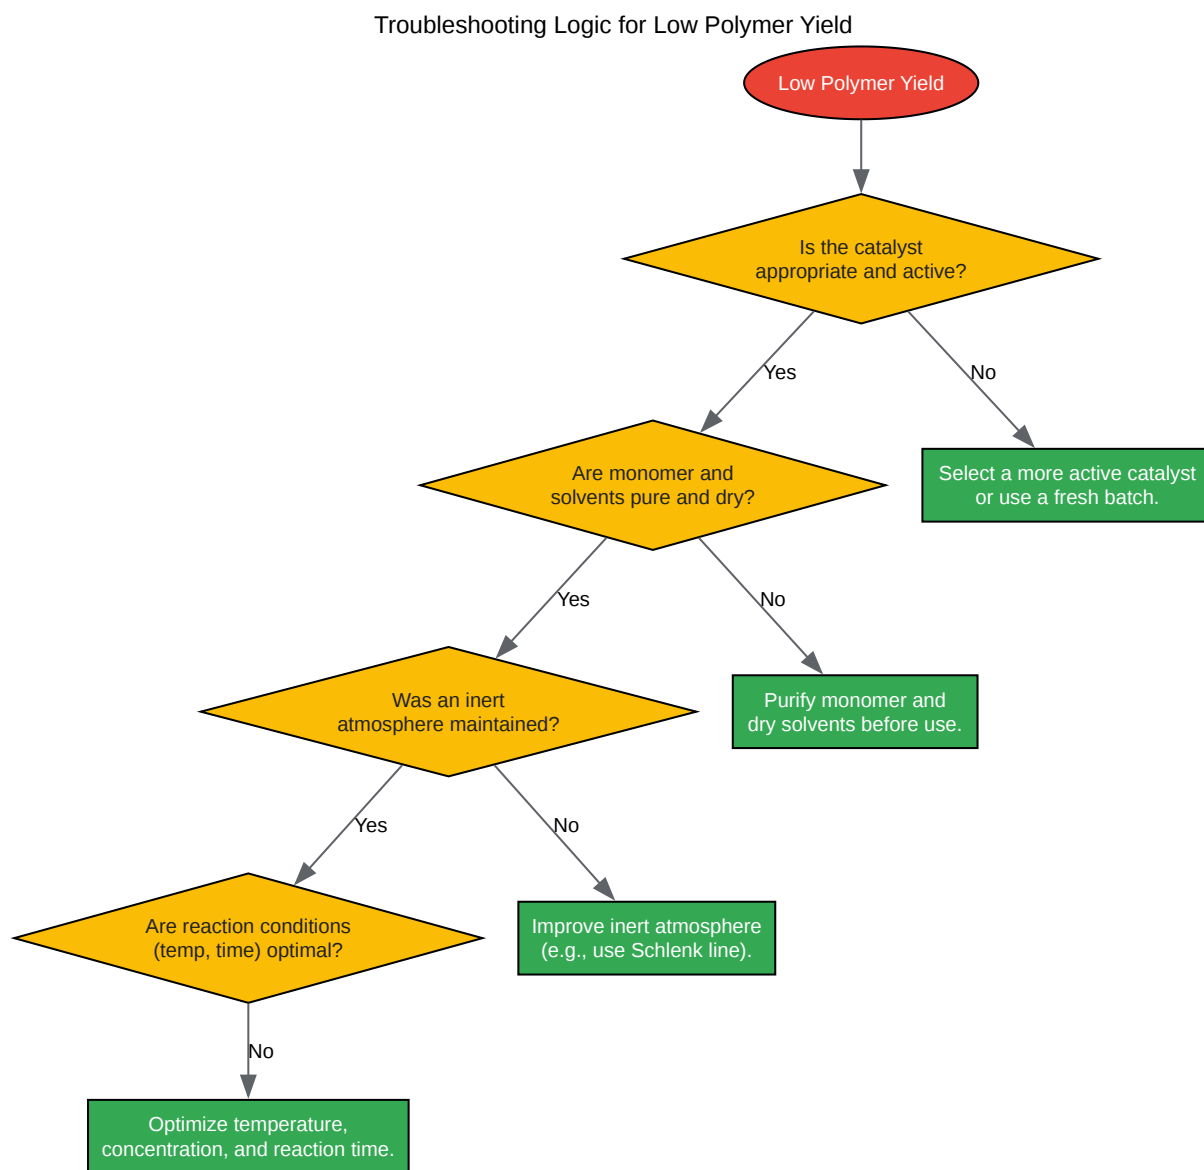 Troubleshooting Logic for Low Polymer Yield
Low Polymer Yield
Is the catalyst
appropriate and active?
Yes
No
Are monomer and
solvents pure and dry?
Select a more active catalyst
or use a fresh batch.
Yes
No
Was an inert
atmosphere maintained?
Purify monomer and
dry solvents before use.
Yes
No
Are reaction conditions
(temp, time) optimal?
Improve inert atmosphere
(e.g., use Schlenk line).
No
Optimize temperature,
concentration, and reaction time.